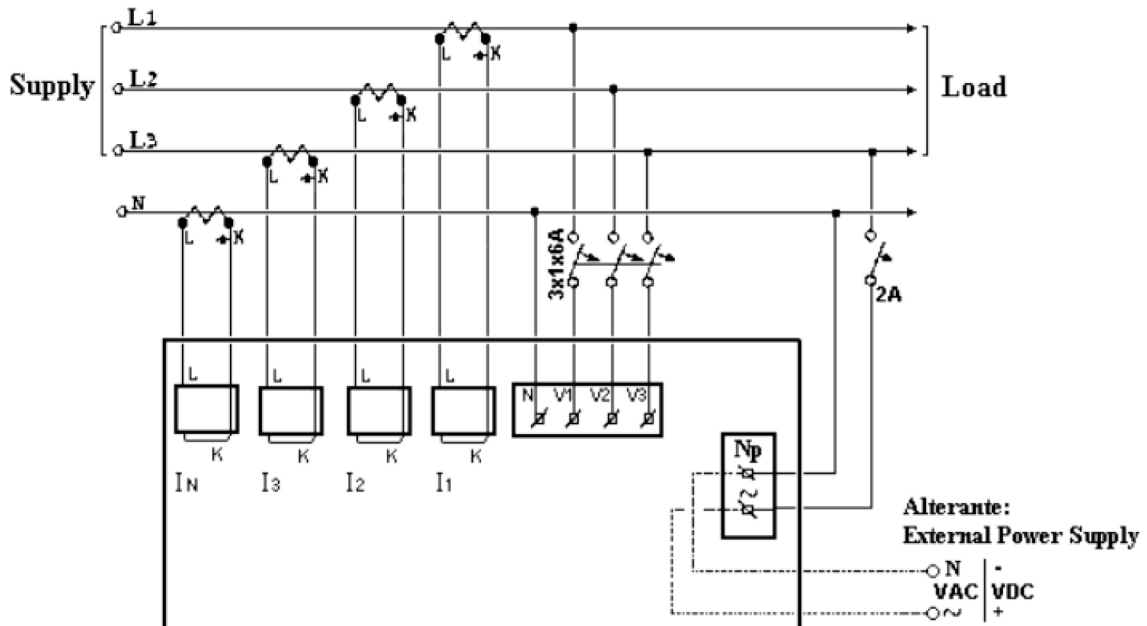 L1
L K
Supply
L2
Load
L K
L3
L K
N
L K
3x1x6A
2A
L L L L
N V1 V2 V3
K K K K
IN I3 I2 I1
Np
~
Alterante:
External Power Supply
N -
VAC VDC
~ +